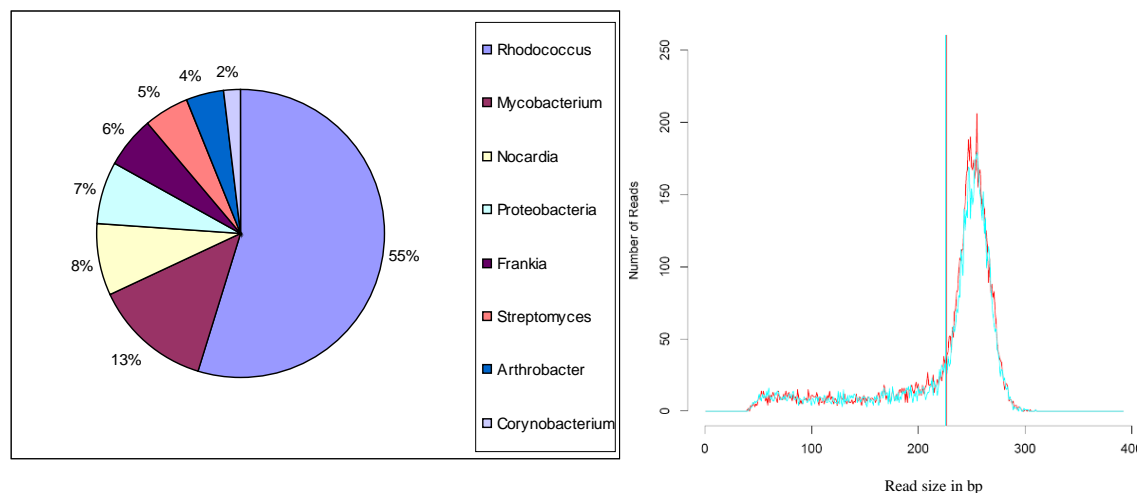 Rhodococcus
Mycobacterium
Nocardia
Proteobacteria
Frankia
Streptomyces
Arthrobacter
Corynobacterium
55%
13%
8%
7%
6%
5%
4%
2%
Number of Reads
250
200
150
100
50
0
0 100 200 300 400
Read size in bp